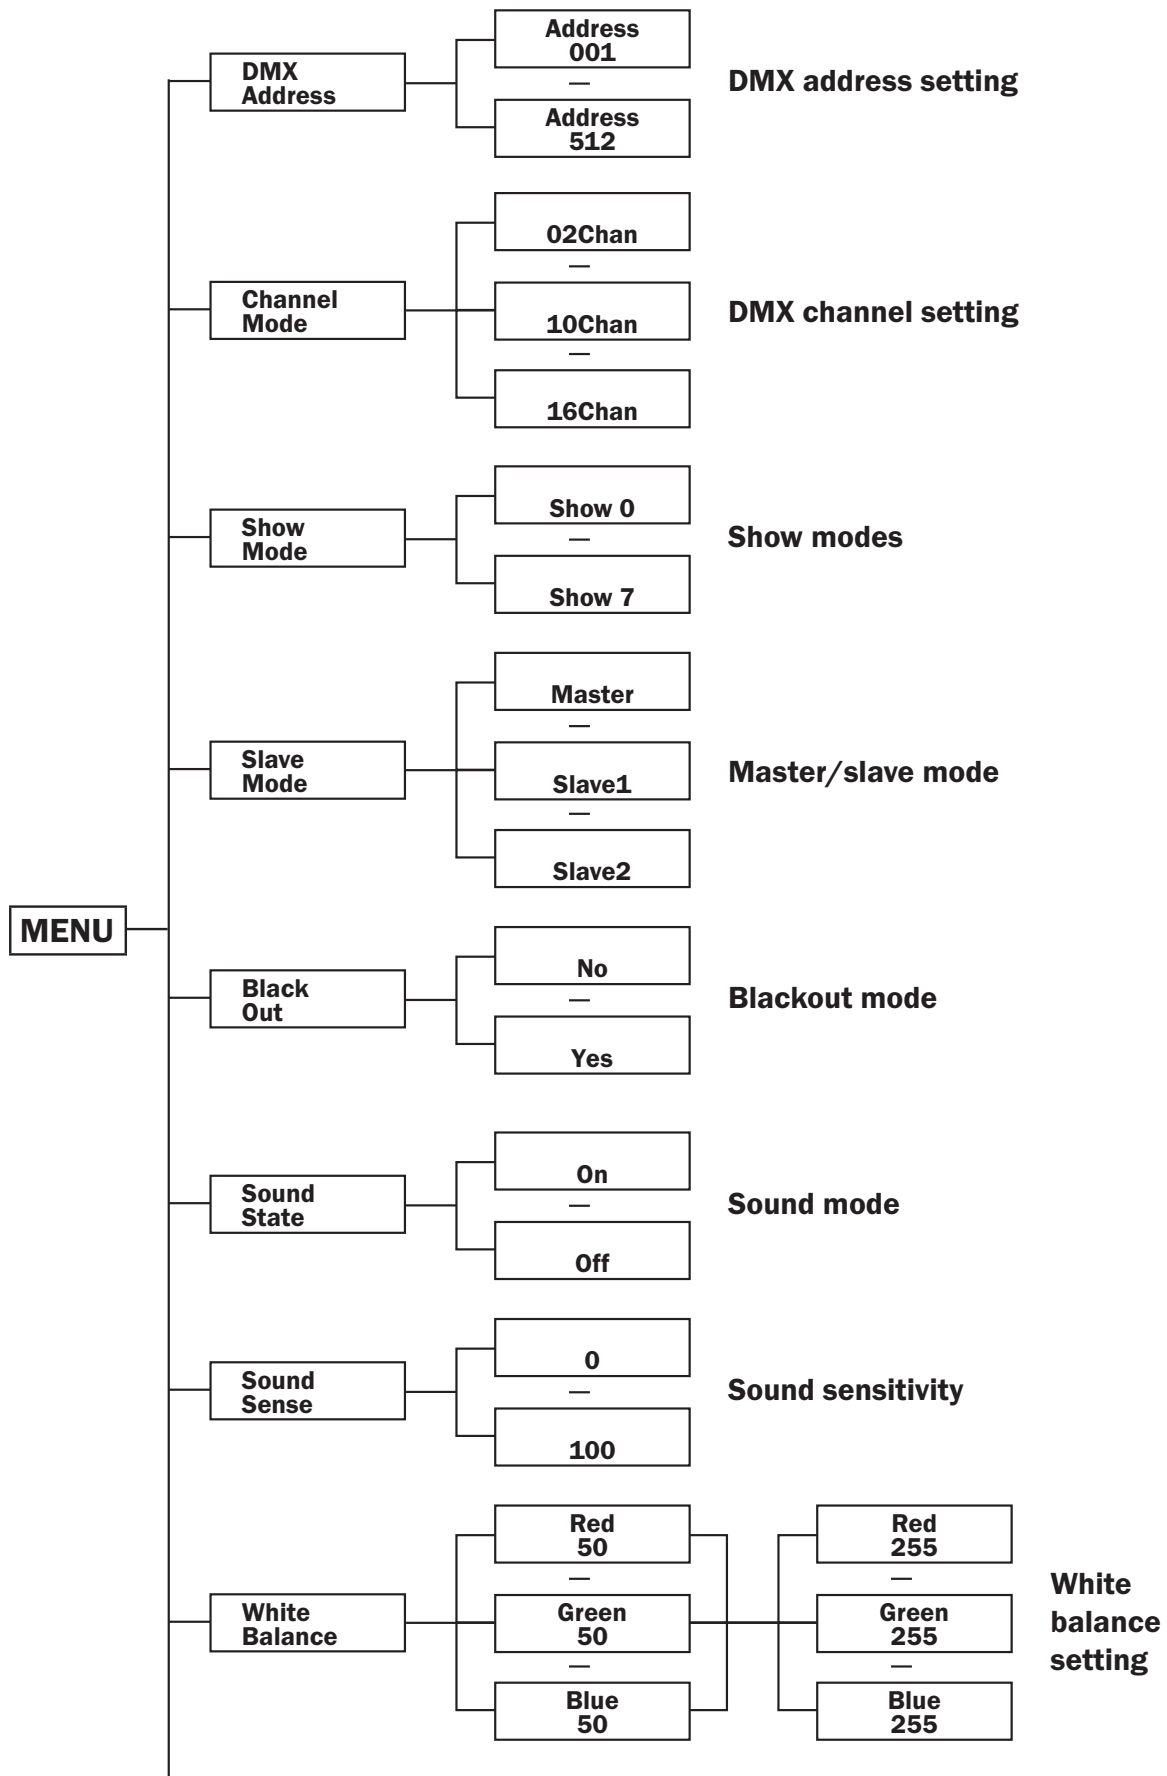 Address
001
DMX
Address
—
DMX address setting
Address
512
02Chan
—
Channel
Mode
10Chan
DMX channel setting
—
16Chan
Show 0
Show
Mode
—
Show modes
Show 7
Master
—
Slave
Mode
Slave1
Master/slave mode
—
Slave2
MENU
No
Black
Out
—
Blackout mode
Yes
On
Sound
State
—
Sound mode
Off
0
Sound
Sense
—
Sound sensitivity
100
Red
50
Red
255
—
—
White
Balance
Green
50
Green
255
White
balance
setting
—
—
Blue
50
Blue
255